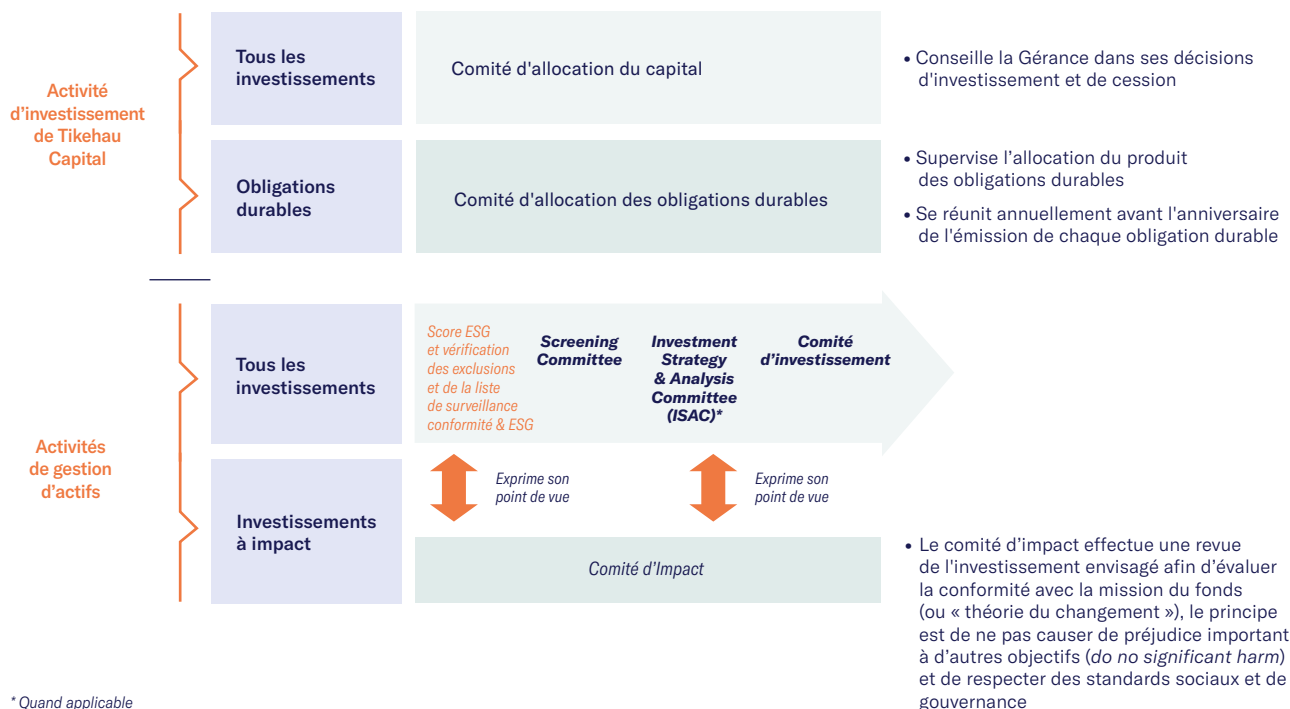 Activité
d’investissement
de Tikehau
Capital
Tous les
investissements
Comité d'allocation du capital
• Conseille la Gérance dans ses décisions
d'investissement et de cession
Obligations
durables
Comité d'allocation des obligations durables
• Supervise l’allocation du produit
des obligations durables
• Se réunit annuellement avant l'anniversaire
de l'émission de chaque obligation durable
Activités
de gestion
d’actifs
Tous les
investissements
Score ESG
et vérification
des exclusions
et de la liste
de surveillance
conformité & ESG
Screening
Committee
Investment
Strategy
& Analysis
Committee
(ISAC)*
Comité
d’investissement
Exprime son
point de vue
Exprime son
point de vue
Investissements
à impact
Comité d’Impact
• Le comité d’impact effectue une revue
de l'investissement envisagé afin d’évaluer
la conformité avec la mission du fonds
(ou « théorie du changement »), le principe
est de ne pas causer de préjudice important
à d’autres objectifs (do no significant harm)
et de respecter des standards sociaux et de
gouvernance
* Quand applicable